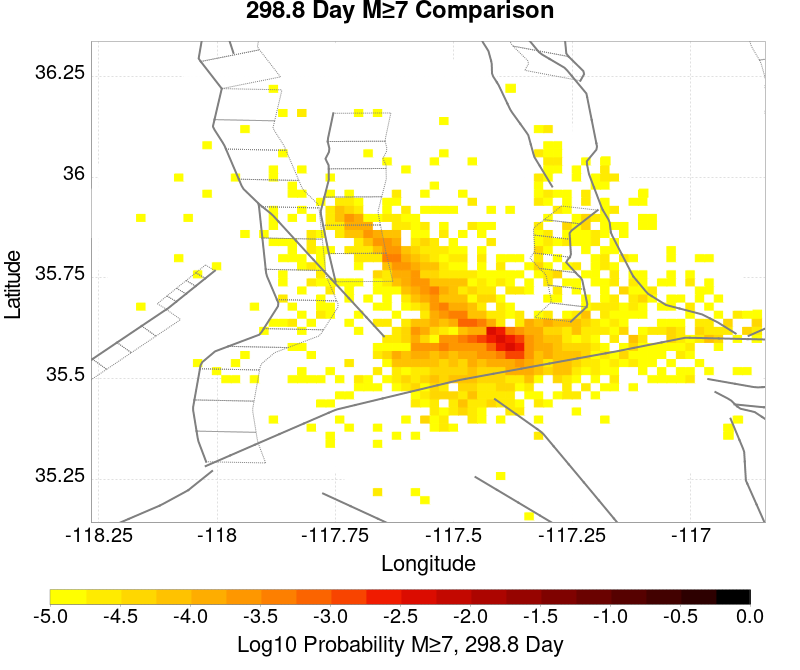 298.8 Day M≥7 Comparison
Latitude
36.25
36
35.75
35.5
35.25
-118.25 -118 -117.75 -117.5 -117.25 -117
Longitude
-5.0 -4.5 -4.0 -3.5 -3.0 -2.5 -2.0 -1.5 -1.0 -0.5 0.0
Log10 Probability M≥7, 298.8 Day